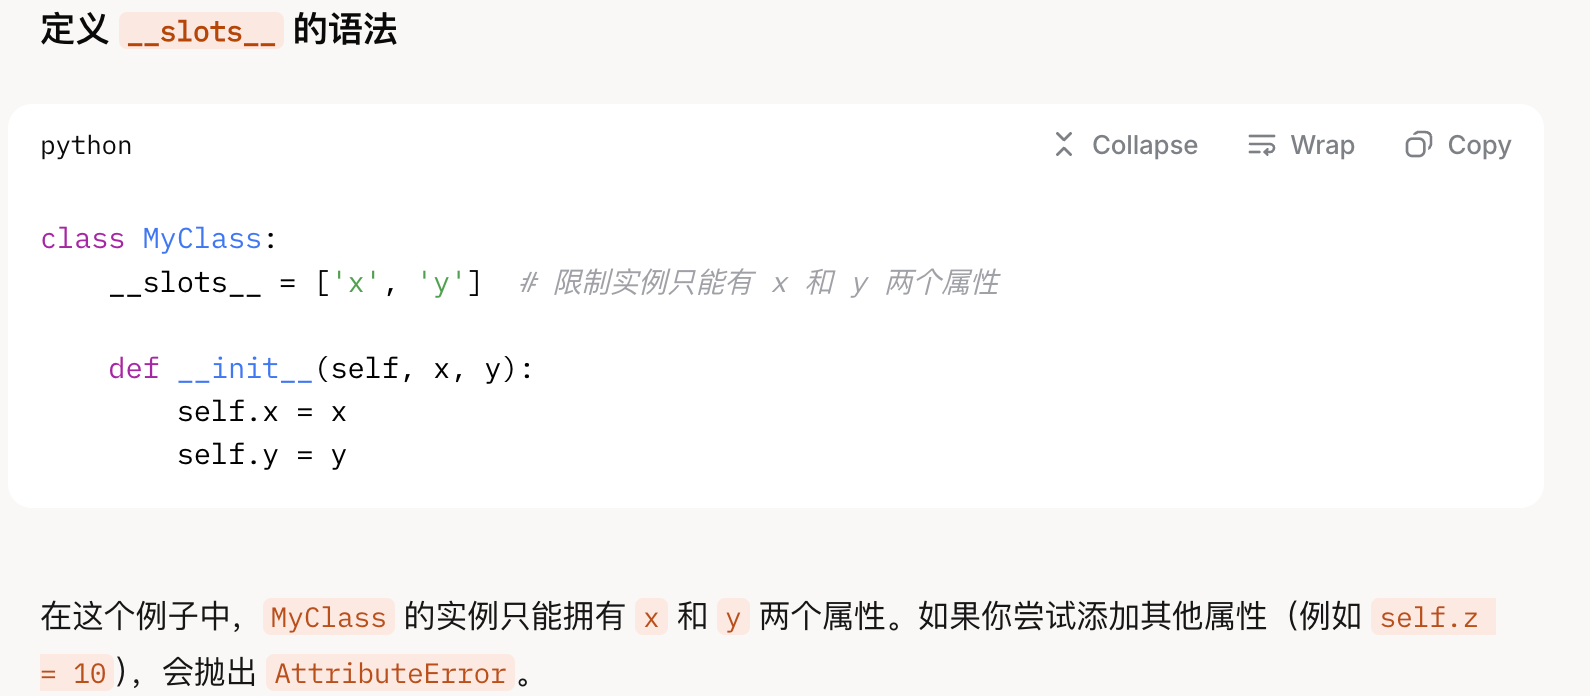 定义 __slots__ 的语法
python Collapse Wrap Copy
class MyClass:
    __slots__ = ['x', 'y']  # 限制实例只能有 x 和 y 两个属性
    def __init__(self, x, y):
        self.x = x
        self.y = y
在这个例子中，MyClass 的实例只能拥有 x 和 y 两个属性。如果你尝试添加其他属性（例如 self.z
= 10），会抛出 AttributeError。